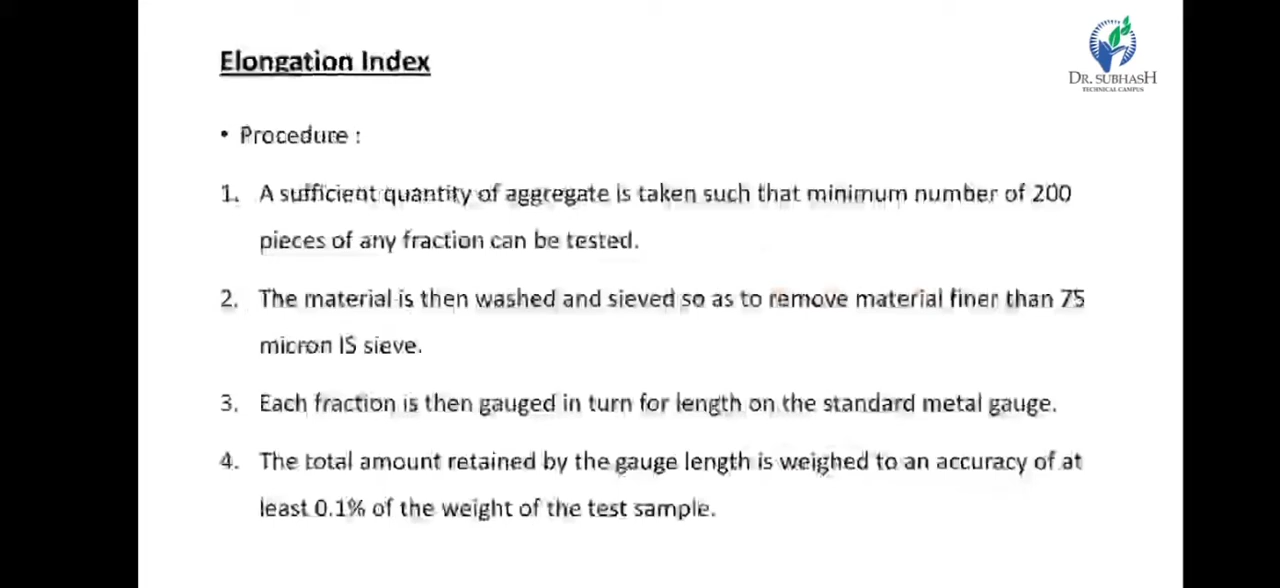 Elongation Index
DR. SUBHASH
TECHNICAL CAMPUS
• Procedure :
1. A sufficient quantity of aggregate is taken such that minimum number of 200
pieces of any fraction can be tested.
2. The material is then washed and sieved so as to remove material finer than 75
micron IS sieve.
3. Each fraction is then gauged in turn for length on the standard metal gauge.
4. The total amount retained by the gauge length is weighed to an accuracy of at
least 0.1% of the weight of the test sample.